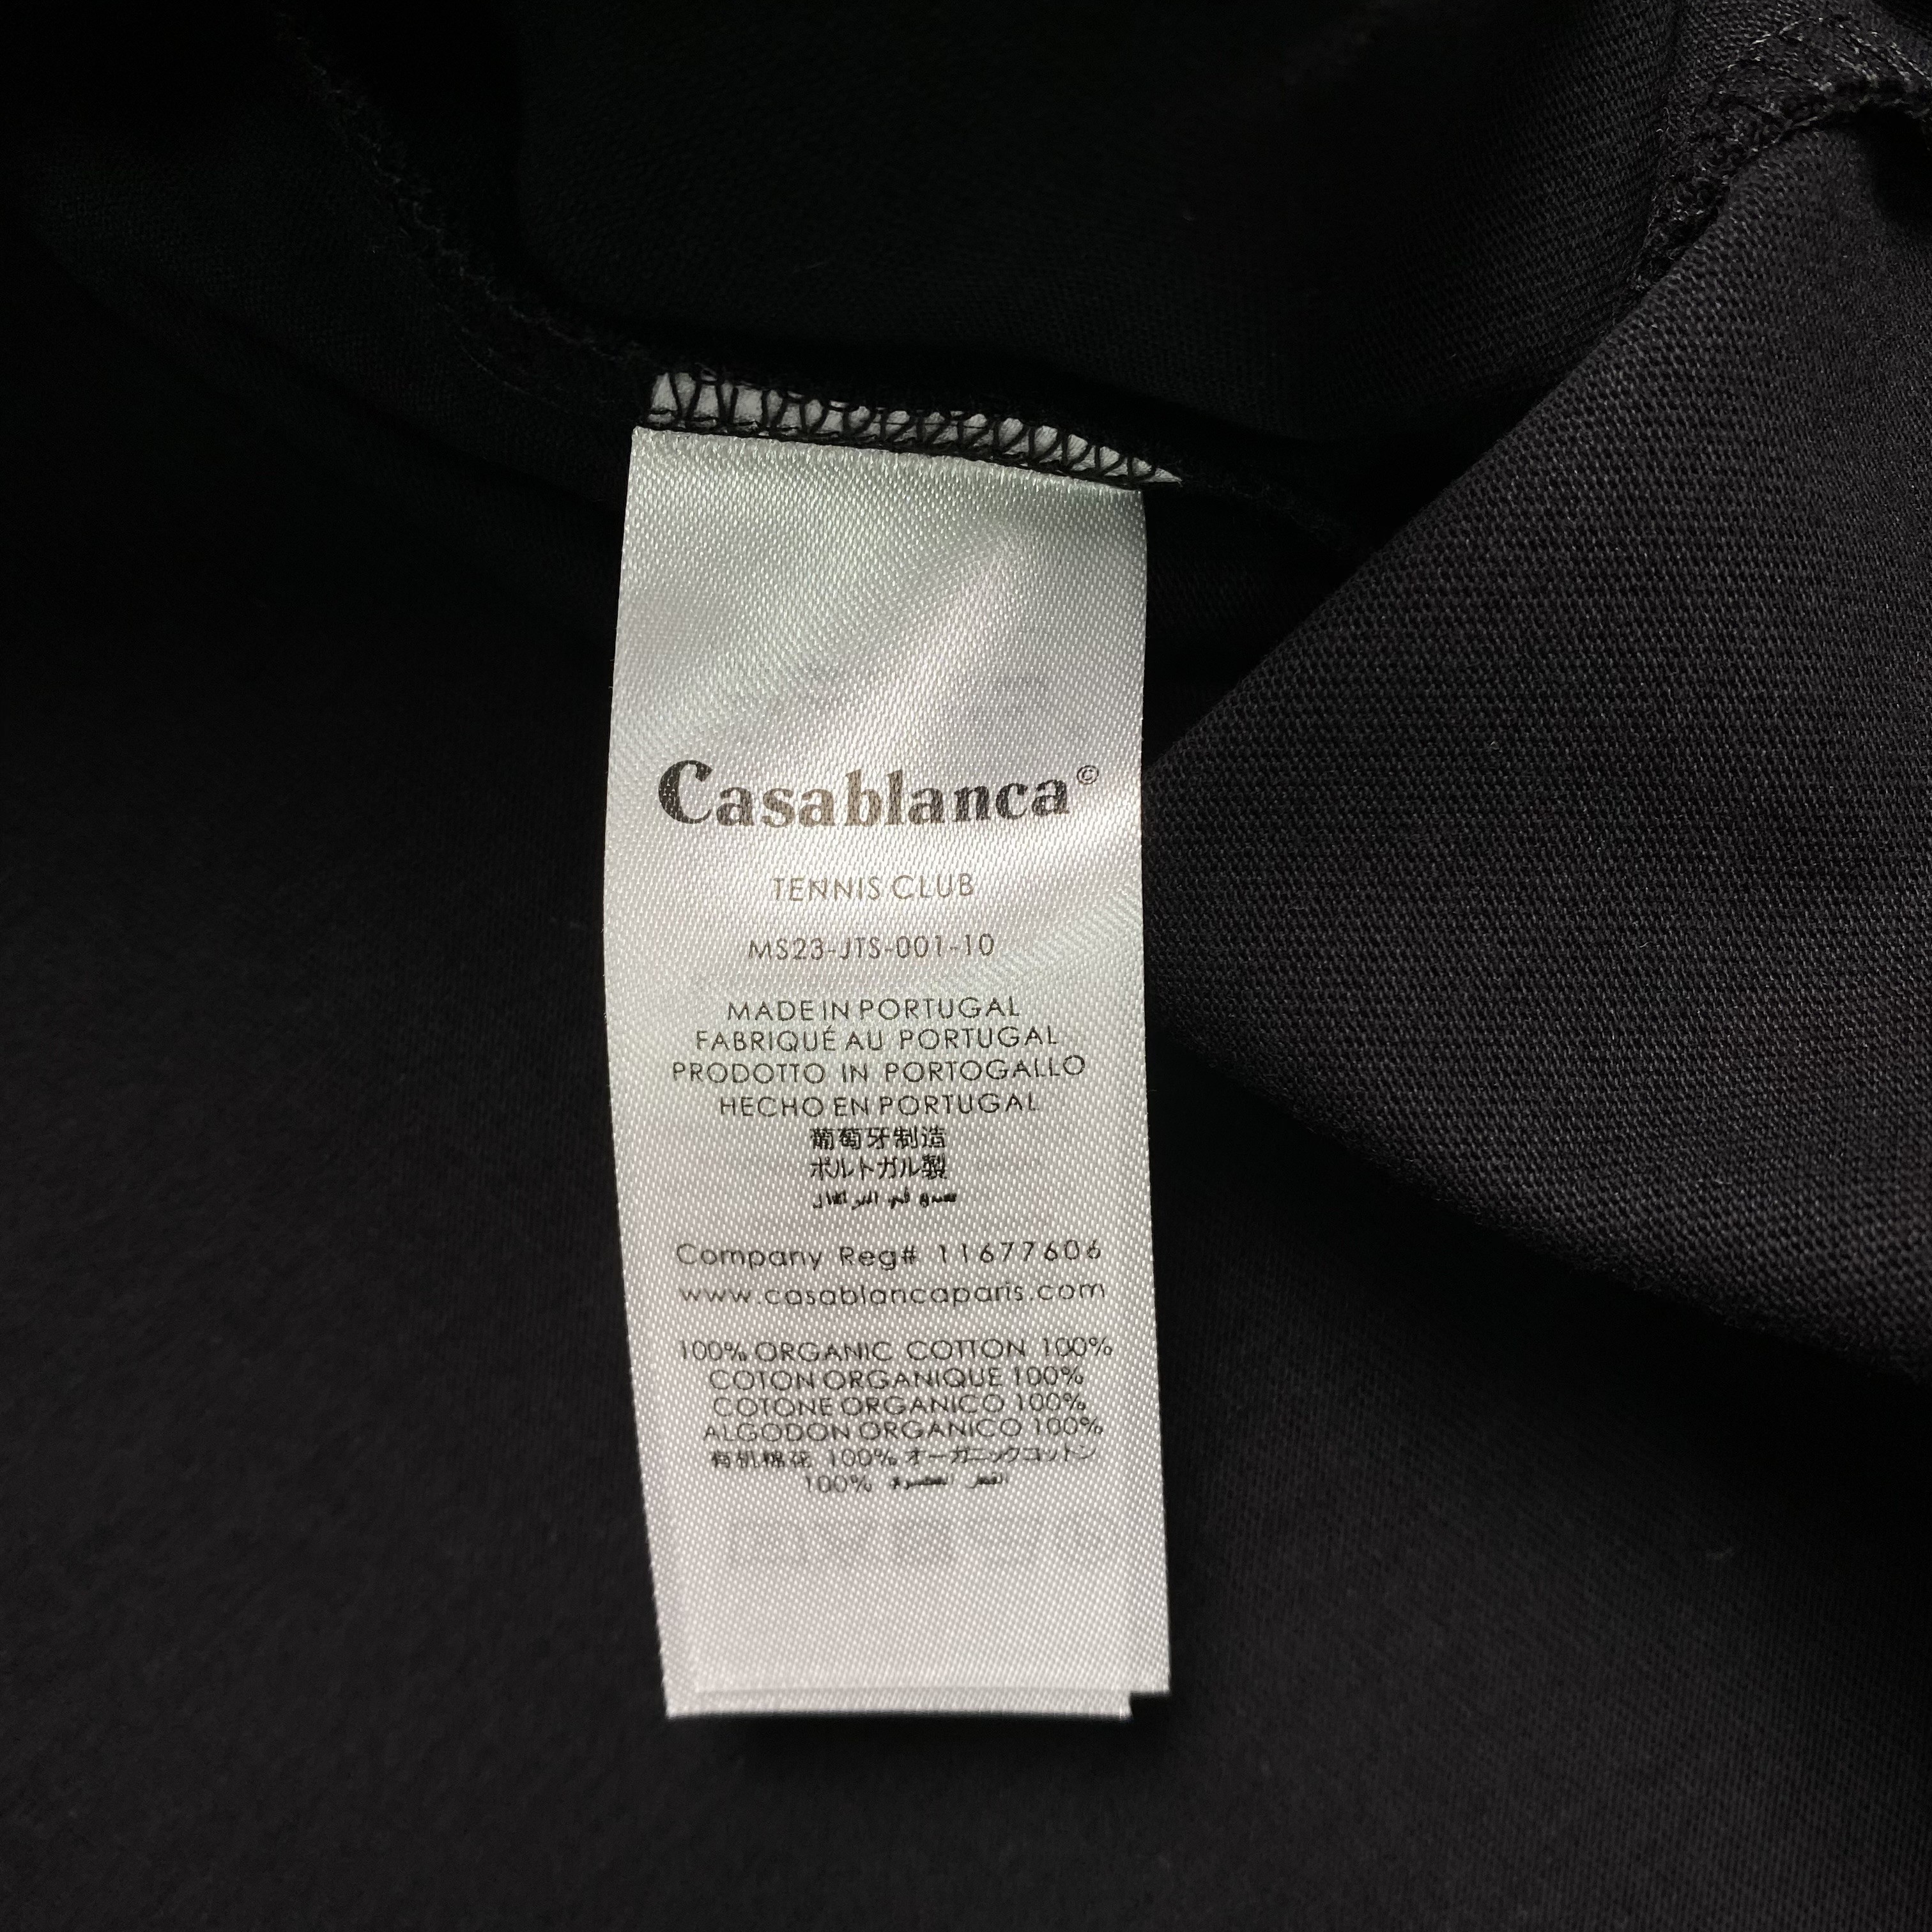 Casablanca©
TENNIS CLUB
MS23-JTS-001-10
MADE IN PORTUGAL
FABRIQUÉ AU PORTUGAL
PRODOTTO IN PORTOGALLO
HECHO EN PORTUGAL
葡萄牙制造
ポルトガル製
Company Reg# 11677606
www.casablancaparis.com
100% ORGANIC COTTON 100%
COTON ORGANIQUE 100%
COTONE ORGANICO 100%
ALGODON ORGANICO 100%
有机棉花 100% オーガニックコットン
100%